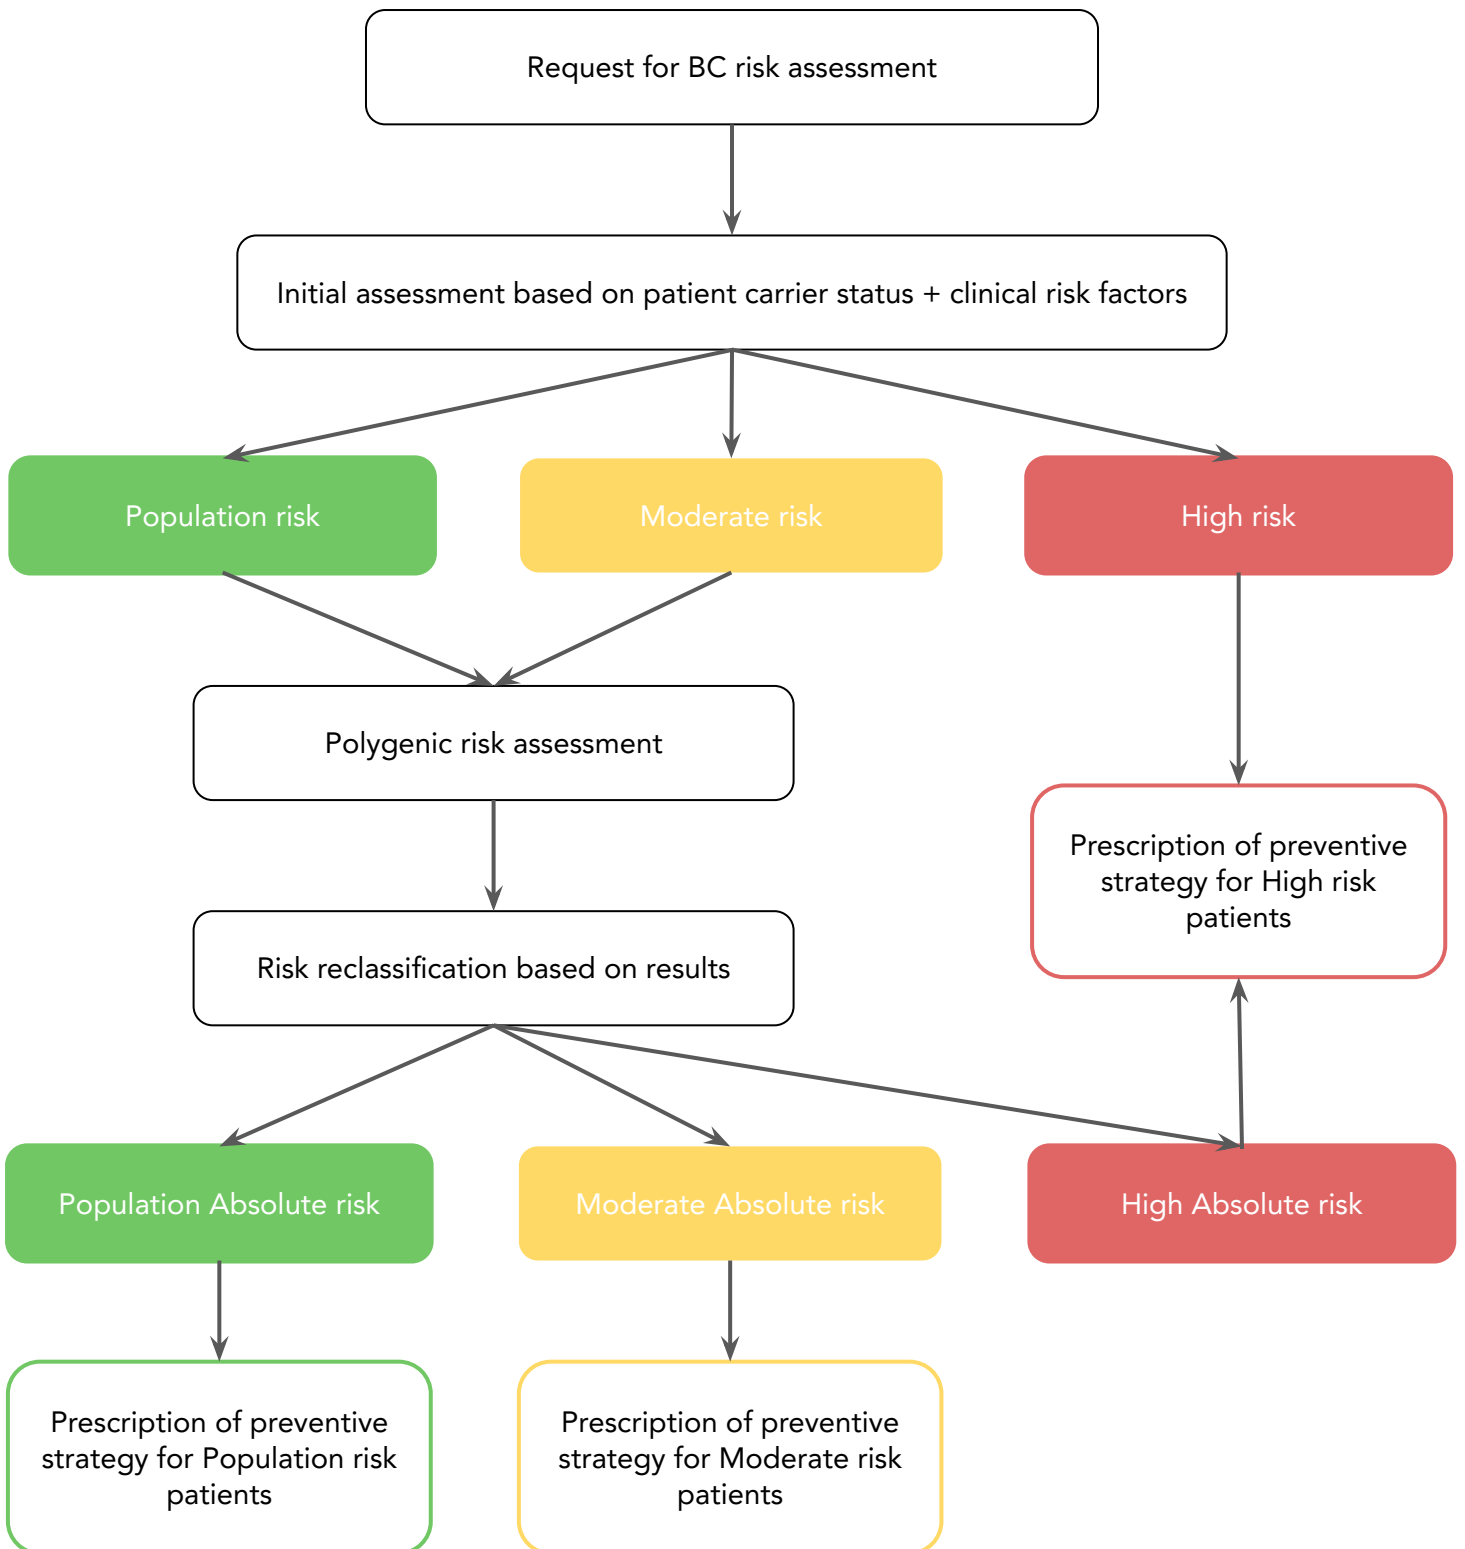 Request for BC risk assessment
Initial assessment based on patient carrier status + clinical risk factors
Population risk
Moderate risk
High risk
Polygenic risk assessment
Prescription of preventive
strategy for High risk
patients
Risk reclassification based on results
Population Absolute risk
Moderate Absolute risk
High Absolute risk
Prescription of preventive
strategy for Population risk
patients
Prescription of preventive
strategy for Moderate risk
patients